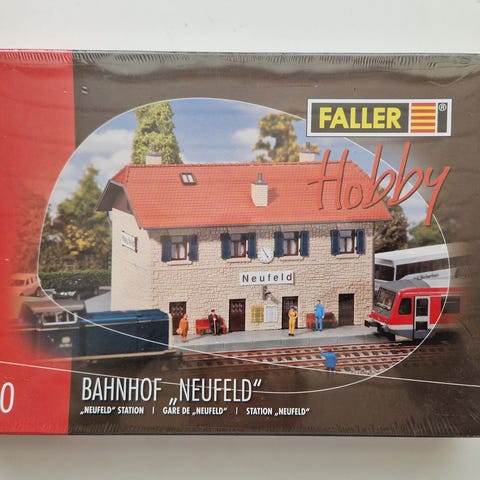 FALLER ®
Hobby
Neufeld
0
BAHNHOF „NEUFELD“
„NEUFELD“ STATION | GARE DE „NEUFELD“ | STATION „NEUFELD“